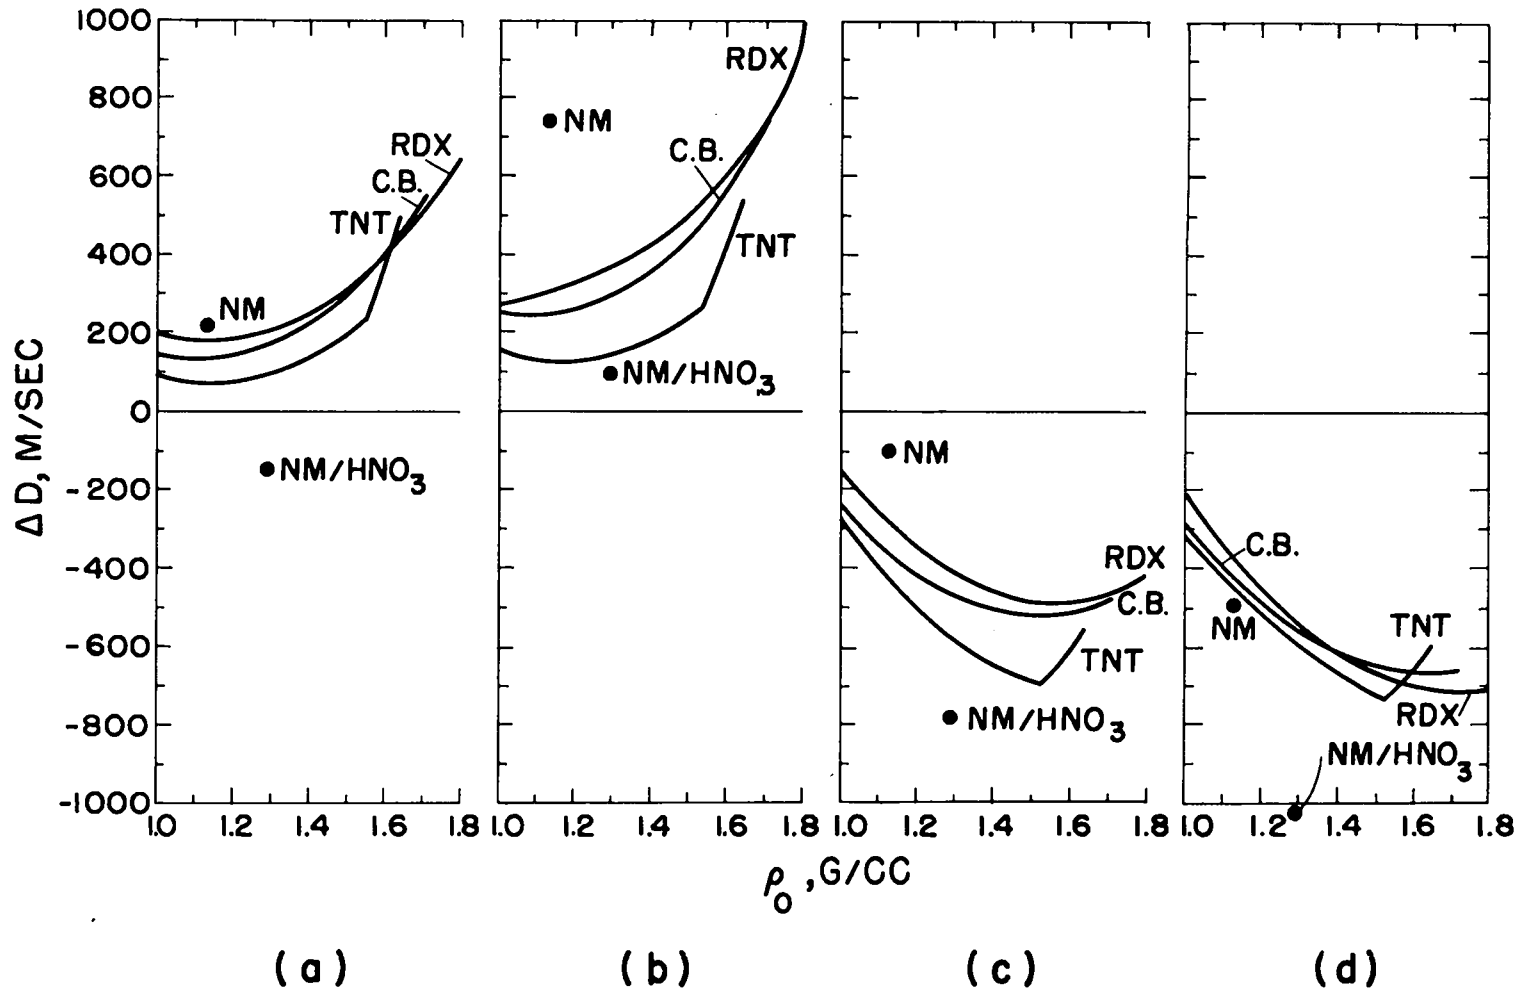 1000
800
600
400
200
0
-200
-400
-600
-800
-1000
ΔD, M/SEC
RDX
C.B.
TNT
NM
NM/HNO3
1.0 1.2 1.4 1.6 1.8
RDX
NM
C.B.
TNT
NM/HNO3
1.0 1.2 1.4 1.6 1.8
NM
RDX
C.B.
TNT
NM/HNO3
1.0 1.2 1.4 1.6 1.8
C.B.
NM
TNT
RDX
NM/HNO3
1.0 1.2 1.4 1.6 1.8
ρ0, G/CC
(a) (b) (c) (d)